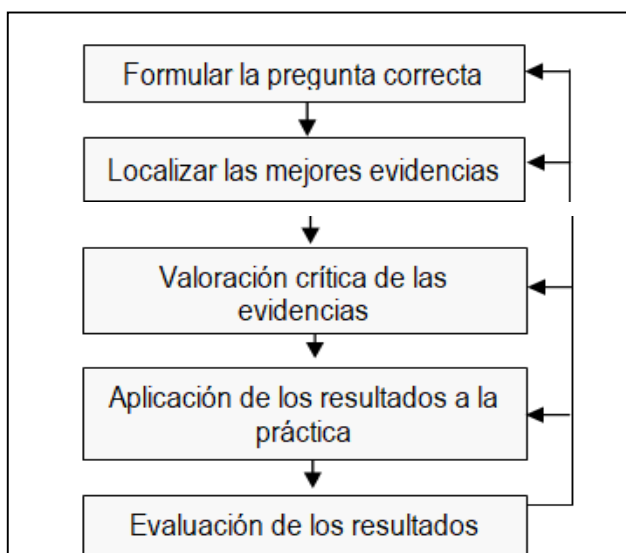 Formular la pregunta correcta
Localizar las mejores evidencias
Valoración crítica de las
evidencias
Aplicación de los resultados a la
práctica
Evaluación de los resultados